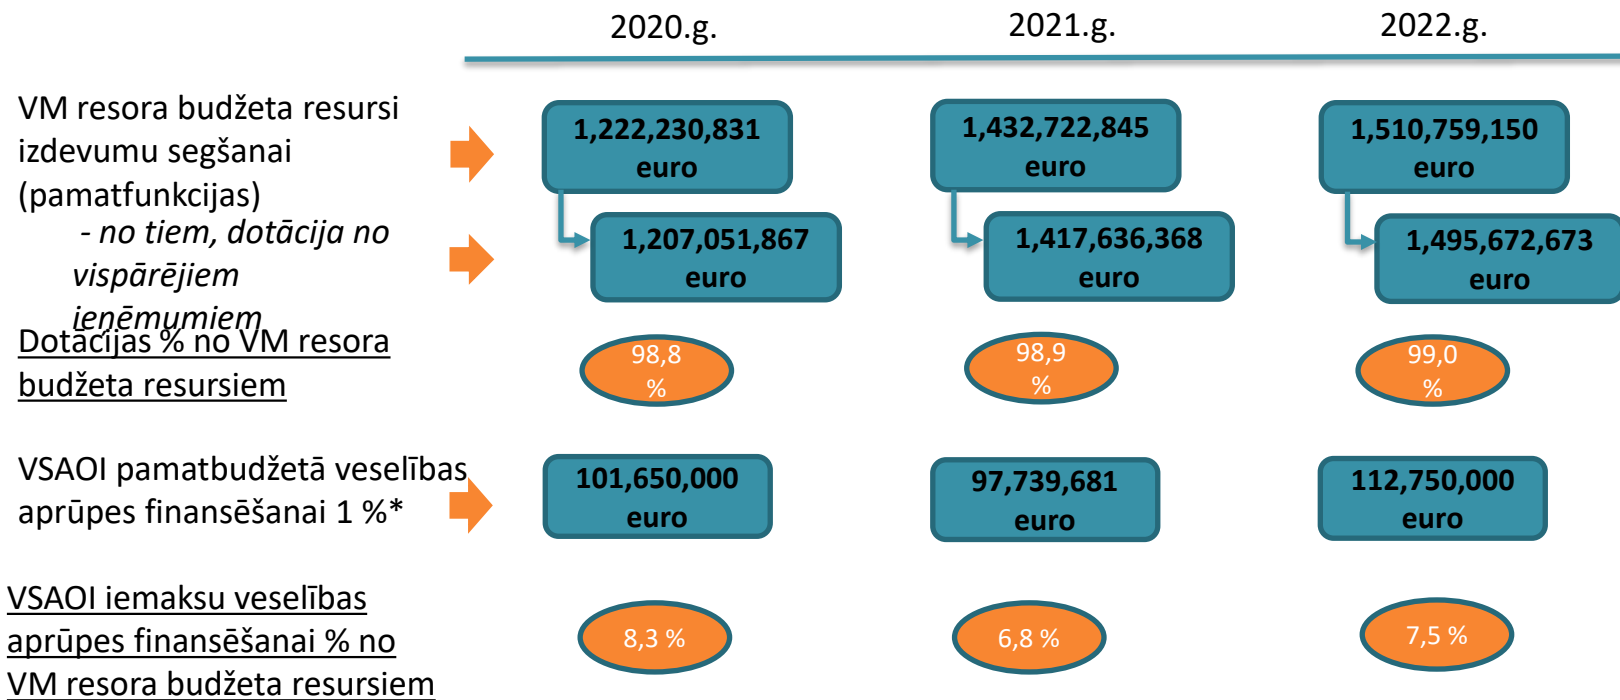 2020.g.
2021.g.
2022.g.
VM resora budžeta resursi
izdevumu segšanai
(pamatfunkcijas)
1,222,230,831
euro
1,432,722,845
euro
1,510,759,150
euro
- no tiem, dotācija no
vispārējiem
ieņēmumiem
1,207,051,867
euro
1,417,636,368
euro
1,495,672,673
euro
Dotācijas % no VM resora
budžeta resursiem
98,8
%
98,9
%
99,0
%
VSAOI pamatbudžetā veselības
aprūpes finansēšanai 1 %*
101,650,000
euro
97,739,681
euro
112,750,000
euro
VSAOI iemaksu veselības
aprūpes finansēšanai % no
VM resora budžeta resursiem
8,3 %
6,8 %
7,5 %